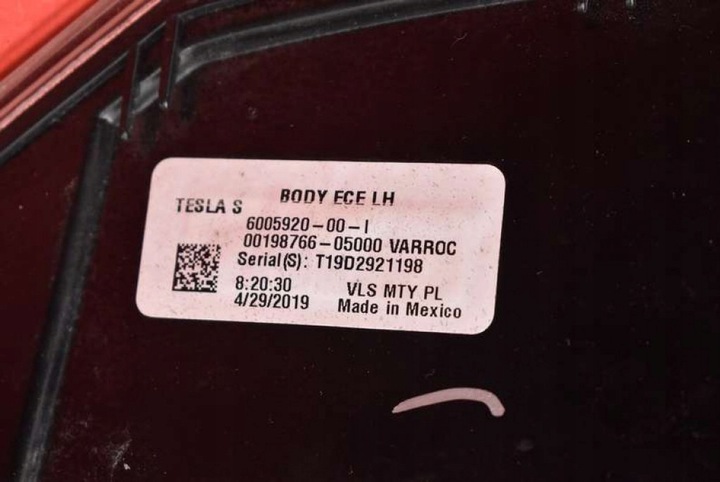 BODY ECE LH
TESLA S
6005920-00-I
00198766-05000 VARROC
Serial(S): T19D2921198
8:20:30 VLS MTY PL
4/29/2019 Made in Mexico